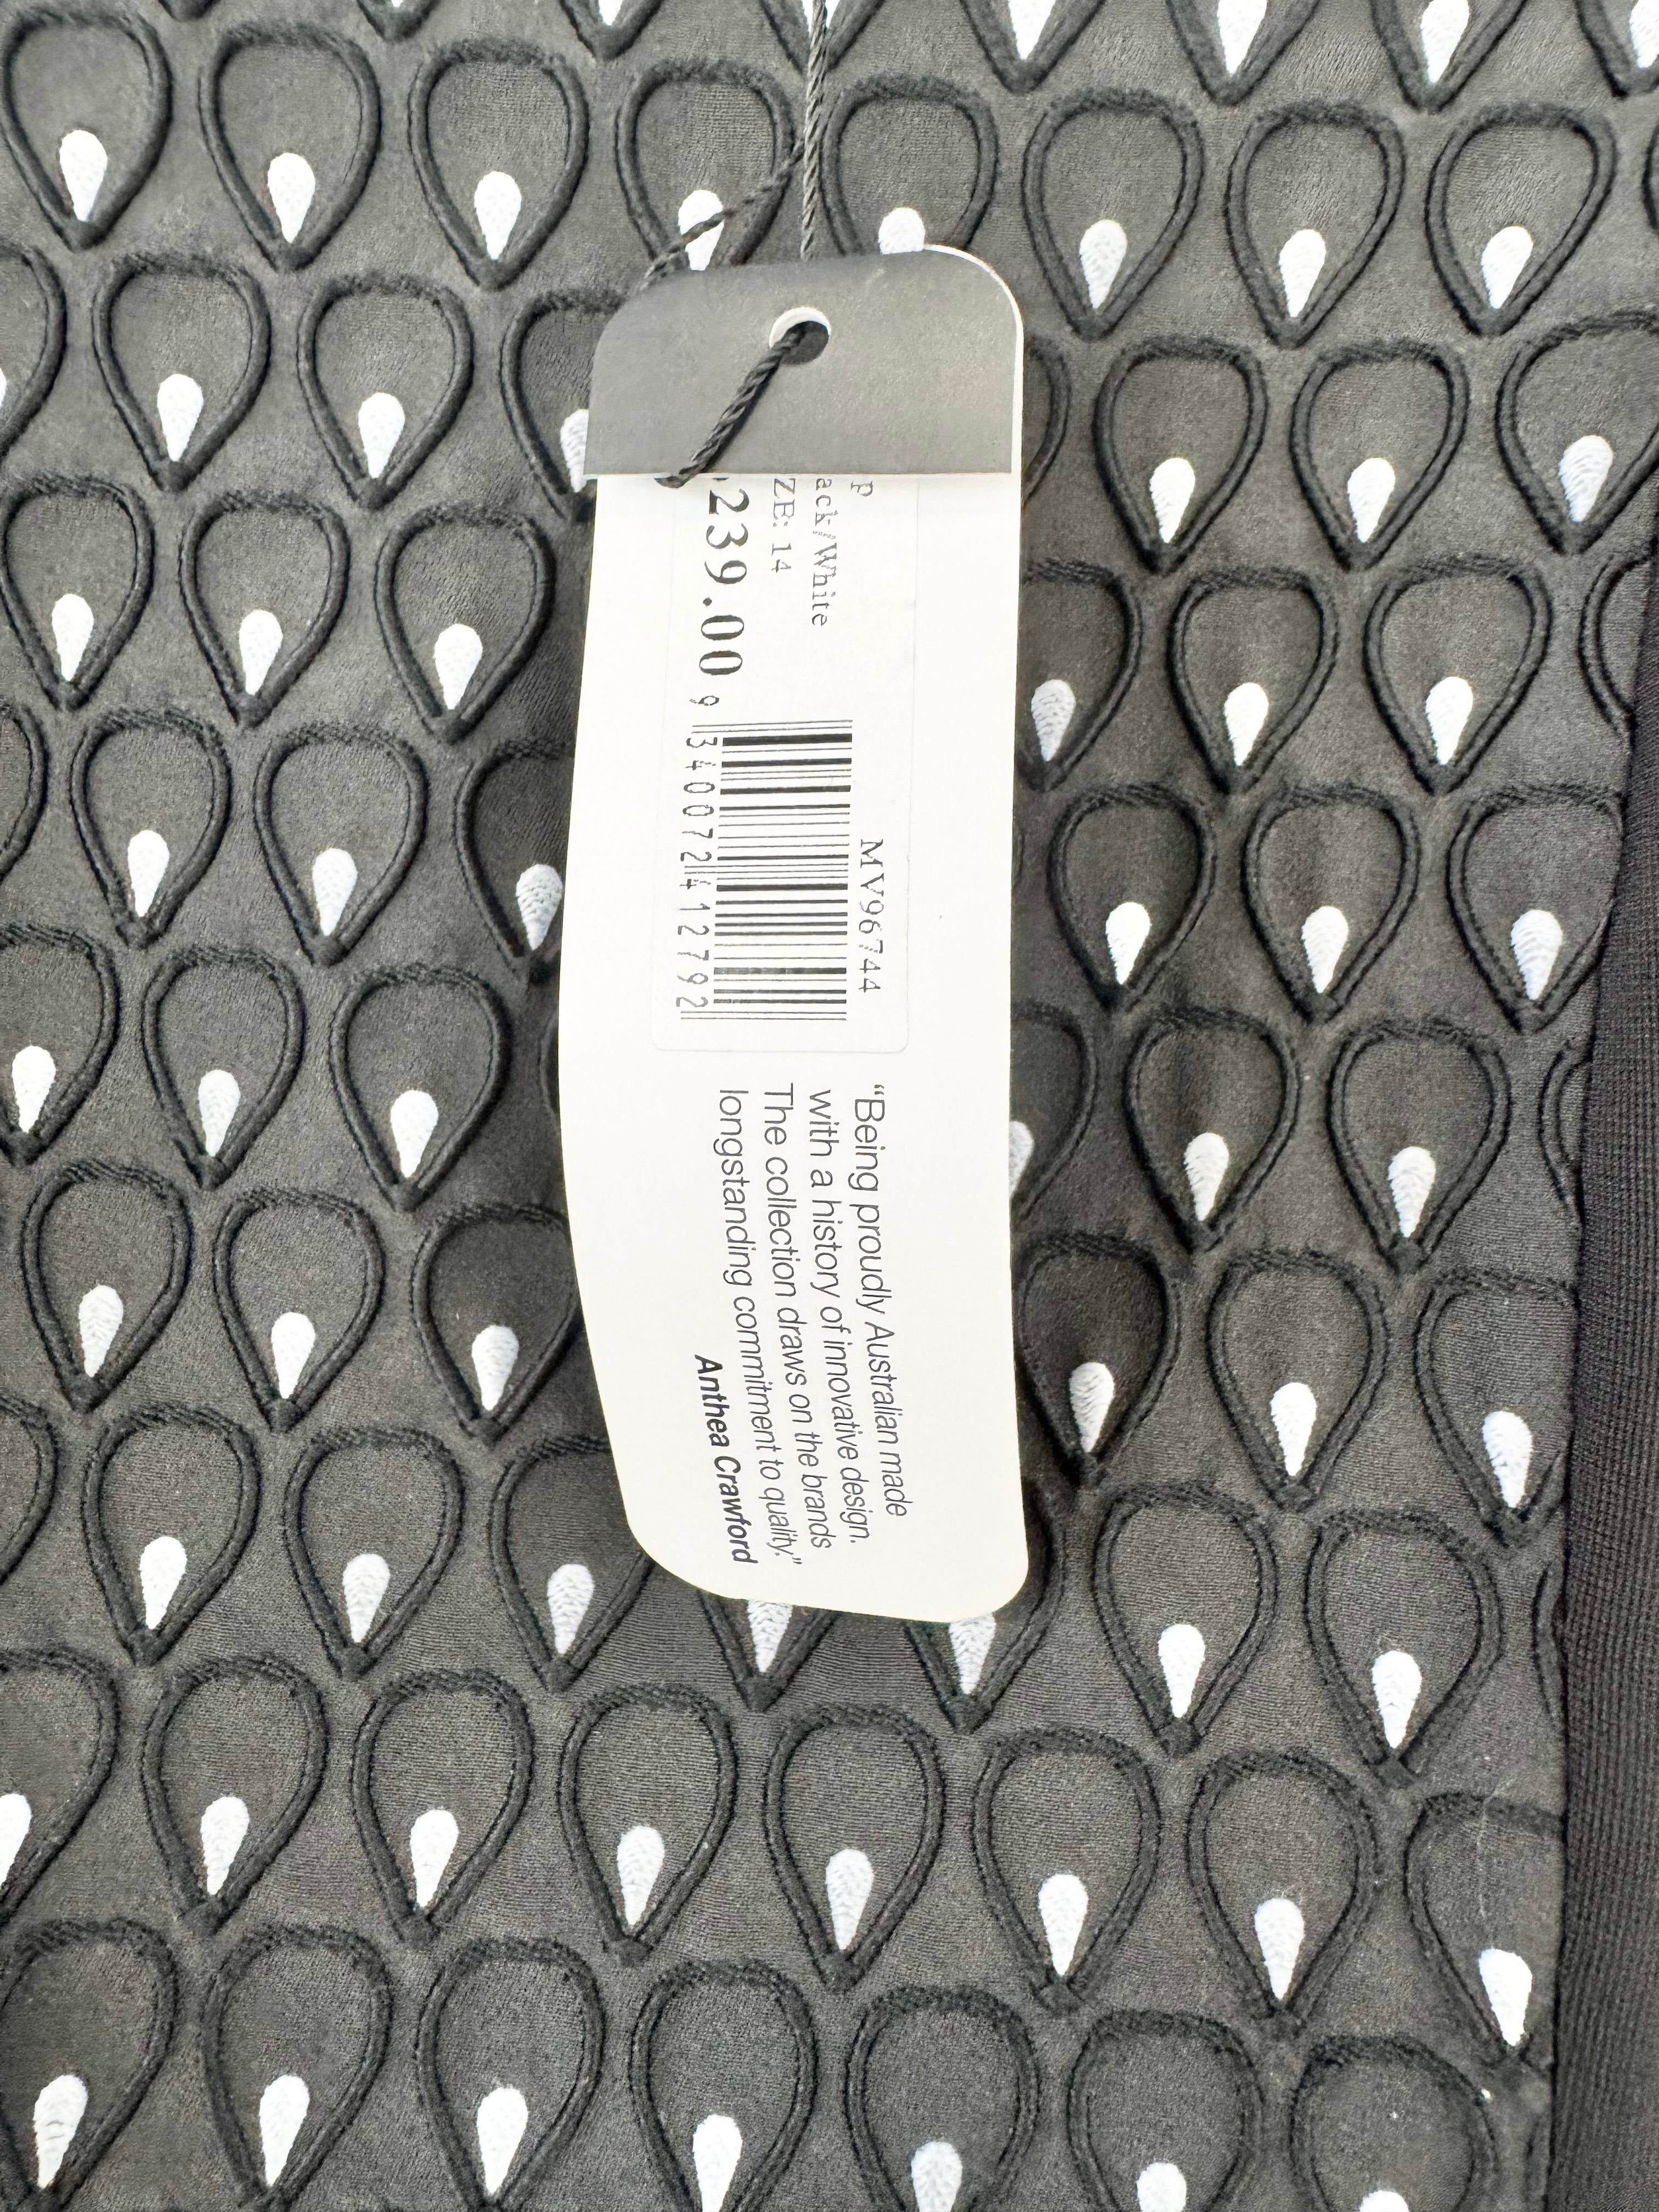 p
ack/White
ZE: 14
239.00
MV96744
9 340072 412792
"Being proudly Australian made
with a history of innovative design.
The collection draws on the brands
longstanding commitment to quality."
Anthea Crawford